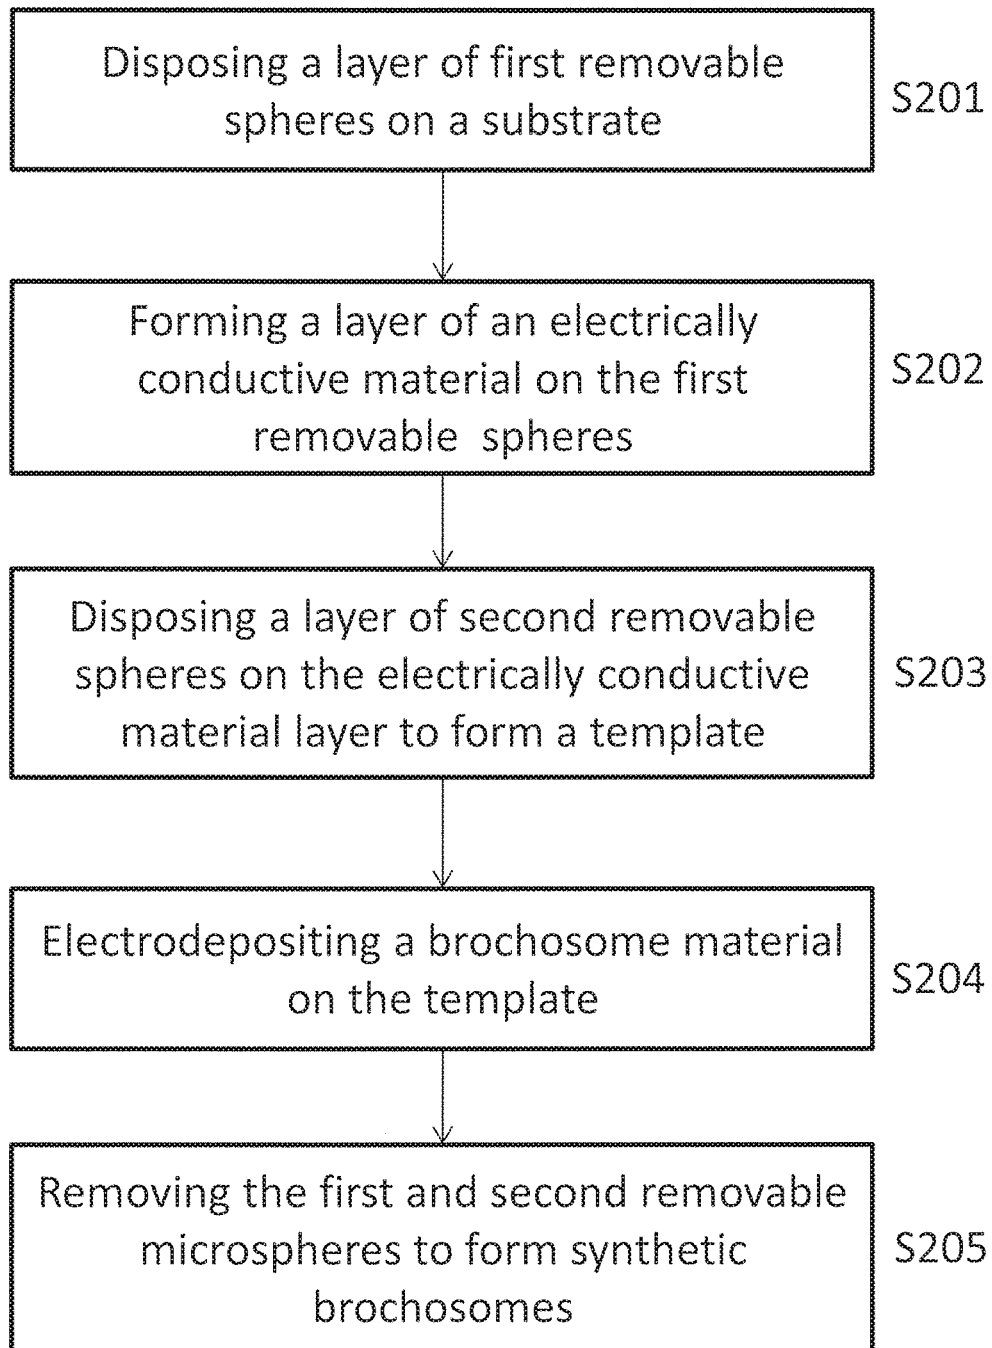 Disposing a layer of first removable
spheres on a substrate
S201
Forming a layer of an electrically
conductive material on the first
removable spheres
S202
Disposing a layer of second removable
spheres on the electrically conductive
material layer to form a template
S203
Electrodepositing a brochosome material
on the template
S204
Removing the first and second removable
microspheres to form synthetic
brochosomes
S205